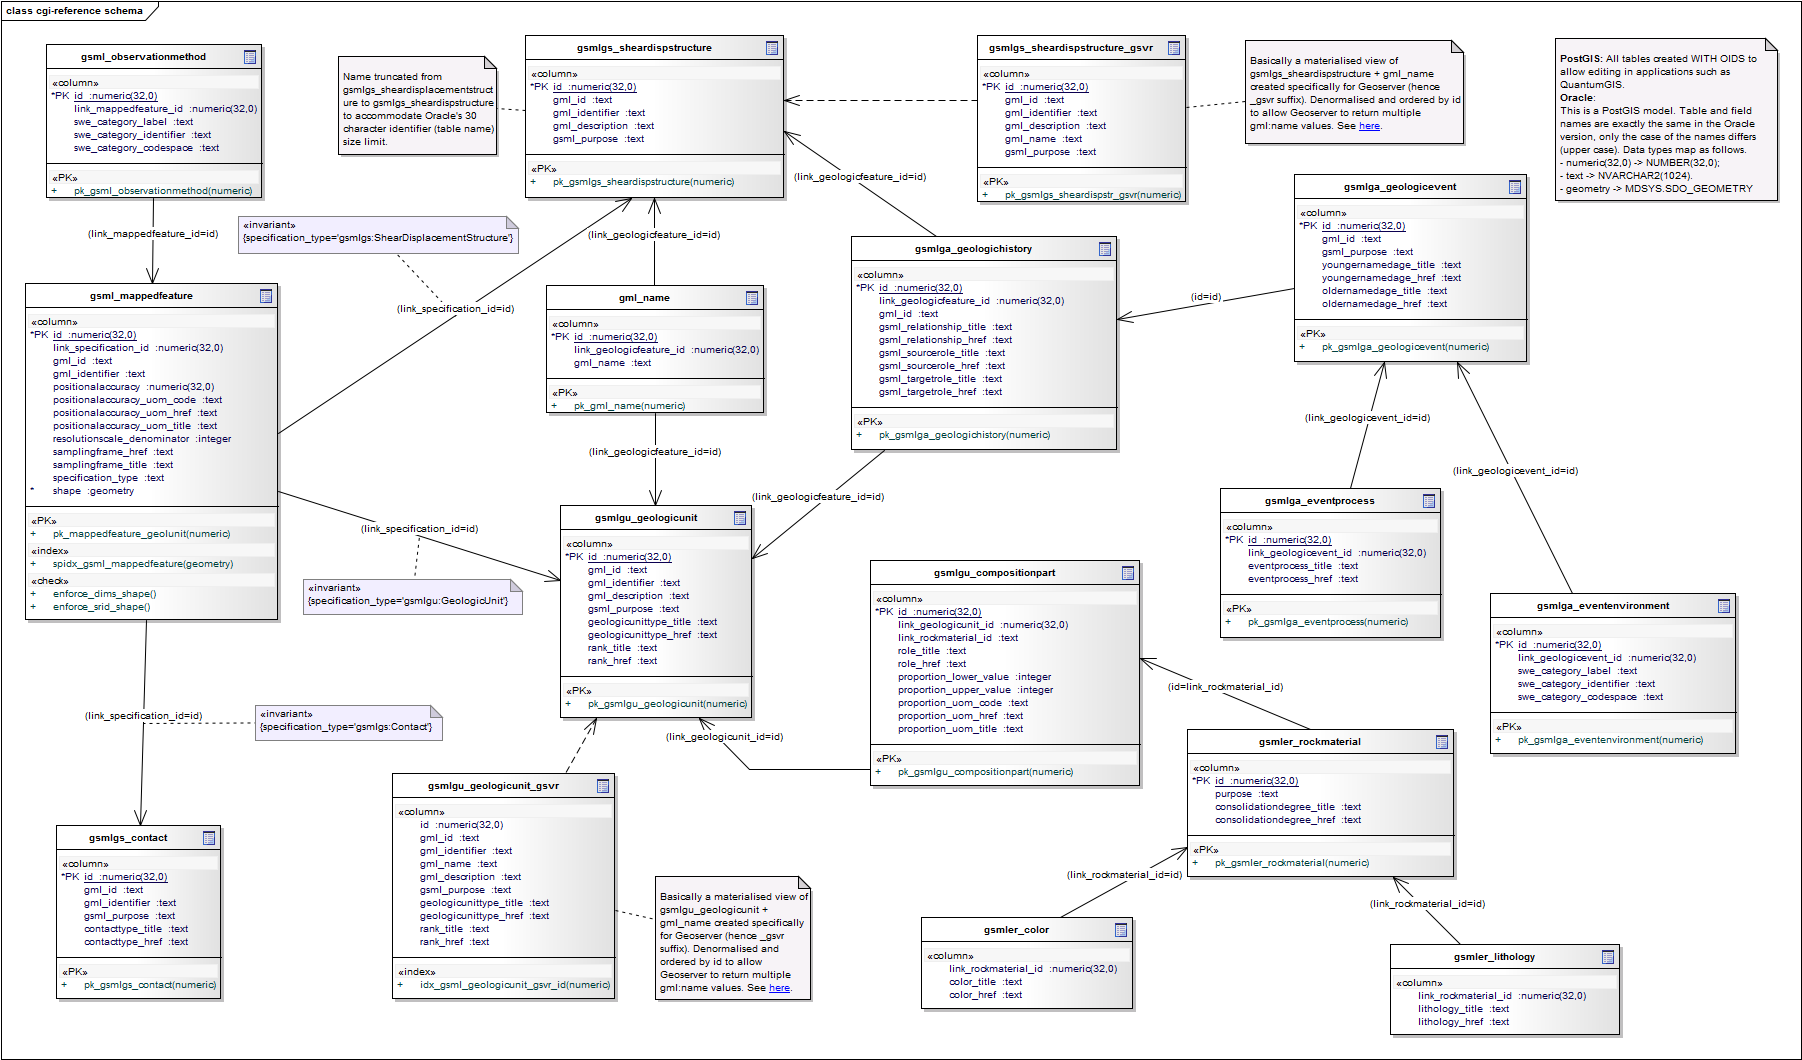 class cgi-reference schema
gsml_observationmethod
«column»
*PK id :numeric(32,0)
link_mappedfeature_id :numeric(32,0)
swe_category_label :text
swe_category_identifier :text
swe_category_codespace :text
«PK»
+ pk_gsml_observationmethod(numeric)
(link_mappedfeature_id=id)
Name truncated from
gsmlgs_sheardisplacementstruct
ure to gsmlgs_sheardispstructure
to accommodate Oracle's 30
character identifier (table name)
size limit.
gsmlgs_sheardispstructure
«column»
*PK id :numeric(32,0)
gml_id :text
gml_identifier :text
gml_description :text
gsml_purpose :text
«PK»
+ pk_gsmlgs_sheardispstructure(numeric)
gsmlgs_sheardispstructure_gsvr
«column»
*PK id :numeric(32,0)
gml_id :text
gml_identifier :text
gml_description :text
gml_name :text
gsml_purpose :text
«PK»
+ pk_gsmlgs_sheardispstr_gsvr(numeric)
Basically a materialised view of
gsmlgs_sheardispstructure + gml_name
created specifically for Geoserver (hence
_gsvr suffix). Denormalised and ordered by id
to allow Geoserver to return multiple
gml:name values. See here.
PostGIS: All tables created WITH OIDS to
allow editing in applications such as
QuantumGIS.
Oracle:
This is a PostGIS model. Table and field
names are exactly the same in the Oracle
version, only the case of the names differs
(upper case). Data types map as follows.
- numeric(32,0) -> NUMBER(32,0);
- text -> NVARCHAR2(1024).
- geometry -> MDSYS.SDO_GEOMETRY
«invariant»
{specification_type='gsmlgs:ShearDisplacementStructure'}
(link_geologicfeature_id=id)
(link_geologicfeature_id=id)
(link_specification_id=id)
gsml_mappedfeature
«column»
*PK id :numeric(32,0)
link_specification_id :numeric(32,0)
gml_id :text
gml_identifier :text
positionalaccuracy :numeric(32,0)
positionalaccuracy_uom_code :text
positionalaccuracy_uom_href :text
positionalaccuracy_uom_title :text
resolutionscale_denominator :integer
samplingframe_href :text
samplingframe_title :text
specification_type :text
* shape :geometry
«PK»
+ pk_mappedfeature_geolunit(numeric)
«index»
+ spidx_gsml_mappedfeature(geometry)
«check»
+ enforce_dims_shape()
+ enforce_srid_shape()
gml_name
«column»
*PK id :numeric(32,0)
link_geologicfeature_id :numeric(32,0)
gml_name :text
«PK»
+ pk_gml_name(numeric)
(link_geologicfeature_id=id)
gsmlga_geologichistory
«column»
*PK id :numeric(32,0)
link_geologicfeature_id :numeric(32,0)
gml_id :text
gsml_relationship_title :text
gsml_relationship_href :text
gsml_sourcerole_title :text
gsml_sourcerole_href :text
gsml_targetrole_title :text
gsml_targetrole_href :text
«PK»
+ pk_gsmlga_geologichistory(numeric)
(link_geologicfeature_id=id)
(id=id)
gsmlga_geologicevent
«column»
*PK id :numeric(32,0)
gml_id :text
gsml_purpose :text
youngernamedage_title :text
youngernamedage_href :text
oldernamedage_title :text
oldernamedage_href :text
«PK»
+ pk_gsmlga_geologicevent(numeric)
(link_geologicevent_id=id)
(link_geologicevent_id=id)
gsmlga_eventprocess
«column»
*PK id :numeric(32,0)
link_geologicevent_id :numeric(32,0)
eventprocess_title :text
eventprocess_href :text
«PK»
+ pk_gsmlga_eventprocess(numeric)
gsmlga_eventenvironment
«column»
*PK id :numeric(32,0)
link_geologicevent_id :numeric(32,0)
swe_category_label :text
swe_category_identifier :text
swe_category_codespace :text
«PK»
+ pk_gsmlga_eventenvironment(numeric)
(link_specification_id=id)
«invariant»
{specification_type='gsmlgu:GeologicUnit'}
gsmlgu_geologicunit
«column»
*PK id :numeric(32,0)
gml_id :text
gml_identifier :text
gml_description :text
gsml_purpose :text
geologicunittype_title :text
geologicunittype_href :text
rank_title :text
rank_href :text
«PK»
+ pk_gsmlgu_geologicunit(numeric)
gsmlgu_compositionpart
«column»
*PK id :numeric(32,0)
link_geologicunit_id :numeric(32,0)
link_rockmaterial_id :text
role_title :text
role_href :text
proportion_lower_value :integer
proportion_upper_value :integer
proportion_uom_code :text
proportion_uom_href :text
proportion_uom_title :text
«PK»
+ pk_gsmlgu_compositionpart(numeric)
(link_geologicunit_id=id)
(id=link_rockmaterial_id)
(link_specification_id=id)
«invariant»
{specification_type='gsmlgs:Contact'}
gsmler_rockmaterial
«column»
*PK id :numeric(32,0)
purpose :text
consolidationdegree_title :text
consolidationdegree_href :text
«PK»
+ pk_gsmler_rockmaterial(numeric)
gsmlgs_contact
«column»
*PK id :numeric(32,0)
gml_id :text
gml_identifier :text
gsml_purpose :text
contacttype_title :text
contacttype_href :text
«PK»
+ pk_gsmlgs_contact(numeric)
gsmlgu_geologicunit_gsvr
«column»
id :numeric(32,0)
gml_id :text
gml_identifier :text
gml_name :text
gml_description :text
gsml_purpose :text
geologicunittype_title :text
geologicunittype_href :text
rank_title :text
rank_href :text
«index»
+ idx_gsml_geologicunit_gsvr_id(numeric)
Basically a materialised view of
gsmlgu_geologicunit +
gml_name created specifically
for Geoserver (hence _gsvr
suffix). Denormalised and
ordered by id to allow
Geoserver to return multiple
gml:name values. See here.
(link_rockmaterial_id=id)
(link_rockmaterial_id=id)
gsmler_color
«column»
link_rockmaterial_id :numeric(32,0)
color_title :text
color_href :text
gsmler_lithology
«column»
link_rockmaterial_id :numeric(32,0)
lithology_title :text
lithology_href :text